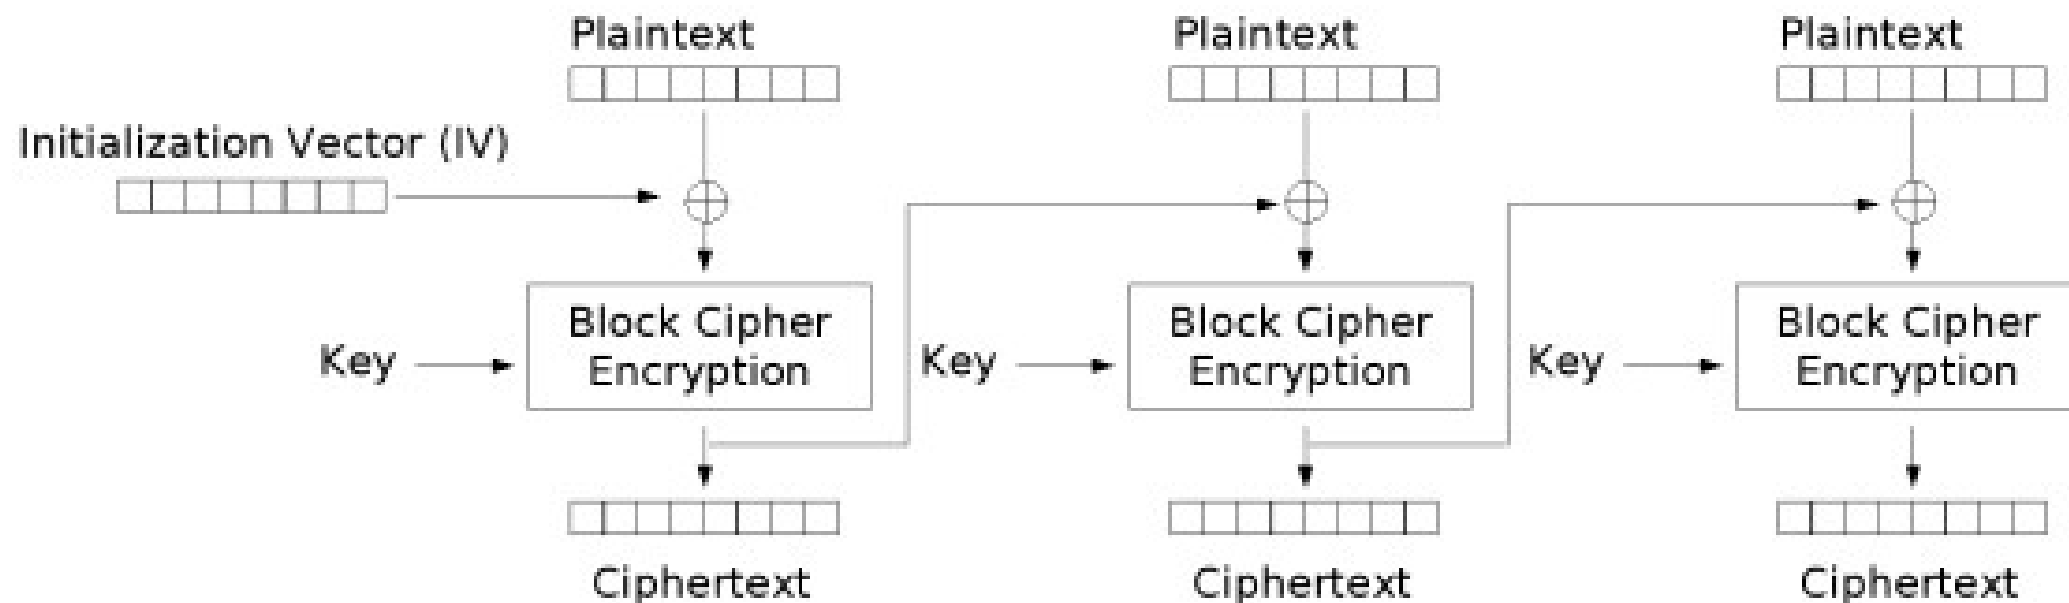 Plaintext
Plaintext
Plaintext
Initialization Vector (IV)
Key
Block Cipher
Encryption
Key
Block Cipher
Encryption
Key
Block Cipher
Encryption
Ciphertext
Ciphertext
Ciphertext